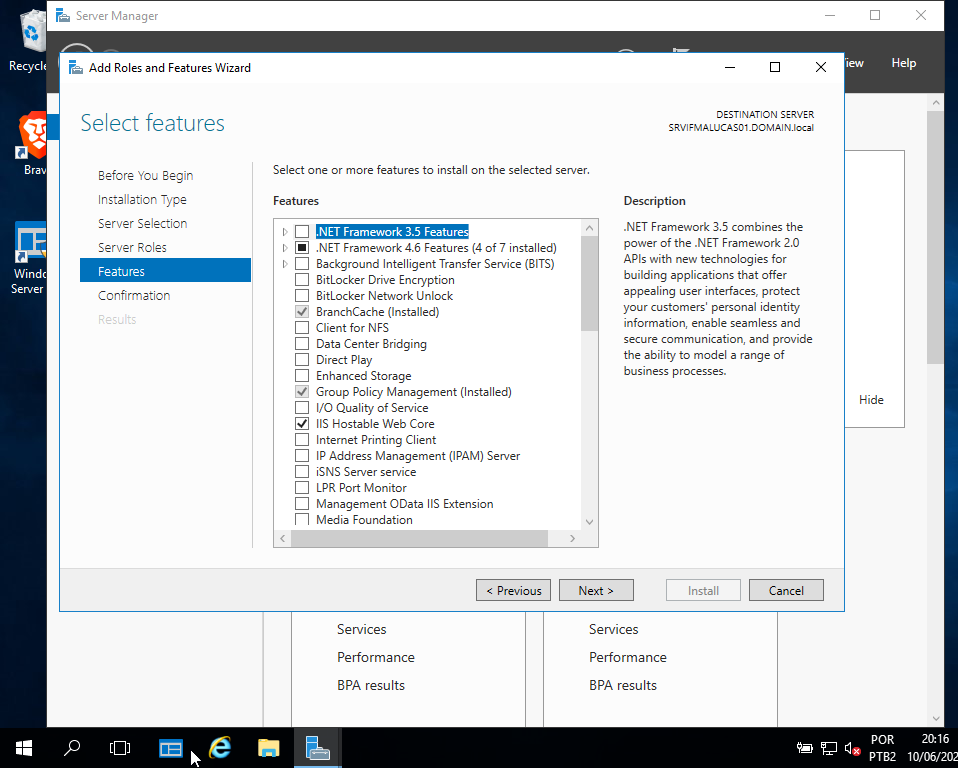 Server Manager
Recycle
Add Roles and Features Wizard
View
Help
Select features
DESTINATION SERVER
SRVIFMALUCAS01.DOMAIN.local
Brav
Before You Begin
Installation Type
Server Selection
Server Roles
Features
Confirmation
Results
Select one or more features to install on the selected server.
Features
.NET Framework 3.5 Features
.NET Framework 4.6 Features (4 of 7 installed)
Background Intelligent Transfer Service (BITS)
BitLocker Drive Encryption
BitLocker Network Unlock
BranchCache (Installed)
Client for NFS
Data Center Bridging
Direct Play
Enhanced Storage
Group Policy Management (Installed)
I/O Quality of Service
IIS Hostable Web Core
Internet Printing Client
IP Address Management (IPAM) Server
iSNS Server service
LPR Port Monitor
Management OData IIS Extension
Media Foundation
Description
.NET Framework 3.5 combines the
power of the .NET Framework 2.0
APIs with new technologies for
building applications that offer
appealing user interfaces, protect
your customers' personal identity
information, enable seamless and
secure communication, and provide
the ability to model a range of
business processes.
Windo
Server
Hide
< Previous
Next >
Install
Cancel
Services
Performance
BPA results
Services
Performance
BPA results
POR
PTB2
20:16
10/06/202